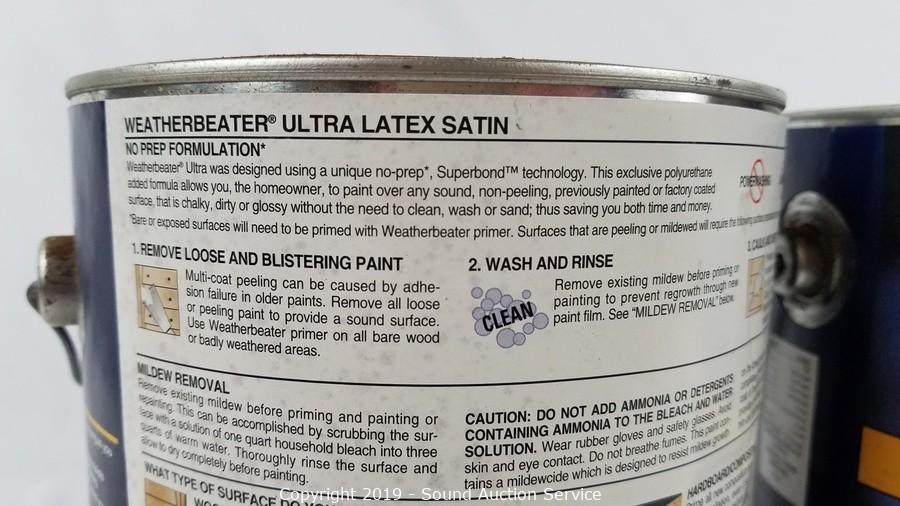 WEATHERBEATER® ULTRA LATEX SATIN
NO PREP FORMULATION*
Weatherbeater® Ultra was designed using a unique no-prep*, Superbond™ technology. This exclusive polyurethane
added formula allows you, the homeowner, to paint over any sound, non-peeling, previously painted or factory coated
surface, that is chalky, dirty or glossy without the need to clean, wash or sand; thus saving you both time and money.
*Bare or exposed surfaces will need to be primed with Weatherbeater primer. Surfaces that are peeling or mildewed will require the following
POWERWASHING
1. REMOVE LOOSE AND BLISTERING PAINT
Multi-coat peeling can be caused by adhe-
sion failure in older paints. Remove all loose
or peeling paint to provide a sound surface.
Use Weatherbeater primer on all bare wood
or badly weathered areas.
2. WASH AND RINSE
CLEAN
Remove existing mildew before priming or
painting to prevent regrowth through new
paint film. See "MILDEW REMOVAL" below.
3. CAULK
MILDEW REMOVAL
Remove existing mildew before priming and painting or
repainting. This can be accomplished by scrubbing the sur-
face with a solution of one quart household bleach into three
quarts of warm water. Thoroughly rinse the surface and
allow to dry completely before painting.
CAUTION: DO NOT ADD AMMONIA OR DETERGENTS
CONTAINING AMMONIA TO THE BLEACH AND WATER
SOLUTION. Wear rubber gloves and safety glasses. Avoid
skin and eye contact. Do not breathe fumes. This paint con-
tains a mildewcide which is designed to resist mildew growth
WHAT TYPE OF SURFACE DO YOU
HARDBOARD/COMPOSI
Copyright 2019 - Sound Auction Service